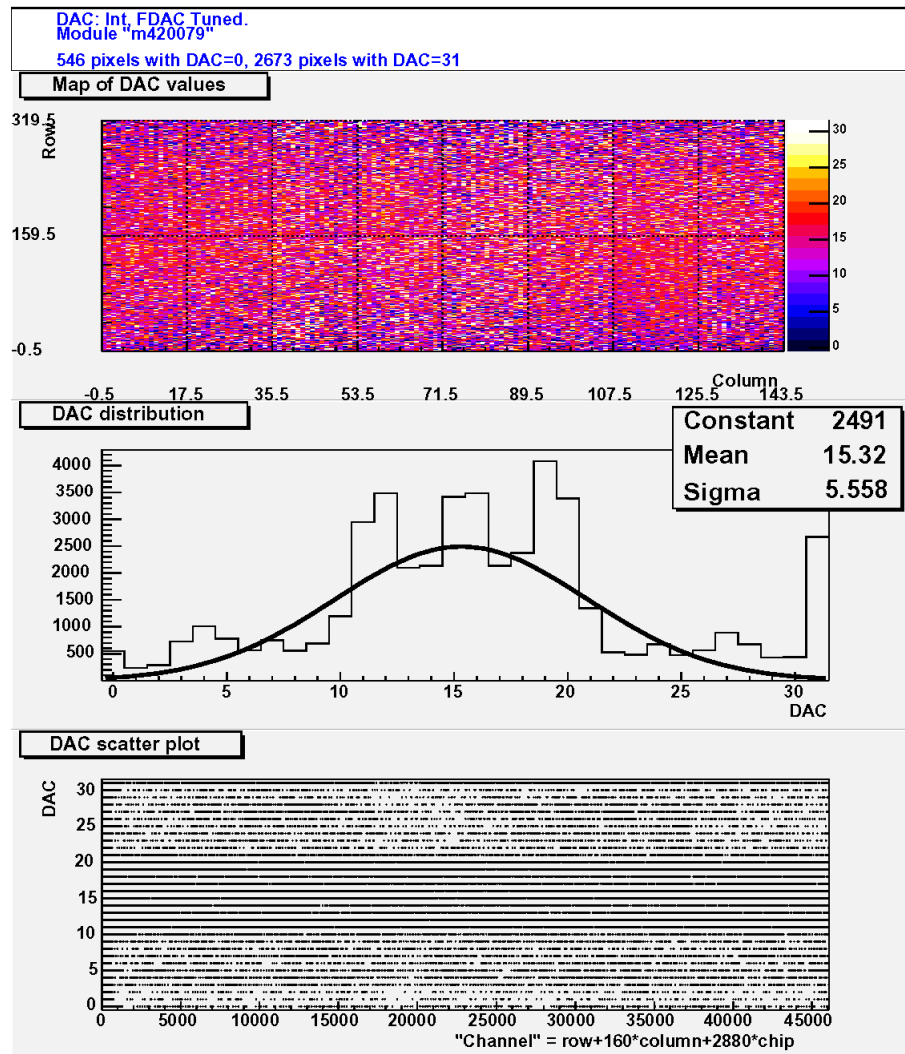 DAC: Int, FDAC Tuned.
Module "m420079"
546 pixels with DAC=0, 2673 pixels with DAC=31
Map of DAC values
319.5
Row
159.5
-0.5
30
25
20
15
10
5
0
Column
-0.5 17.5 35.5 53.5 71.5 89.5 107.5 125.5 143.5
DAC distribution
Constant 2491
Mean 15.32
Sigma 5.558
4000
3500
3000
2500
2000
1500
1000
500
0 5 10 15 20 25 30
DAC
DAC scatter plot
DAC
30
25
20
15
10
5
0
0 5000 10000 15000 20000 25000 30000 35000 40000 45000
"Channel" = row+160*column+2880*chip